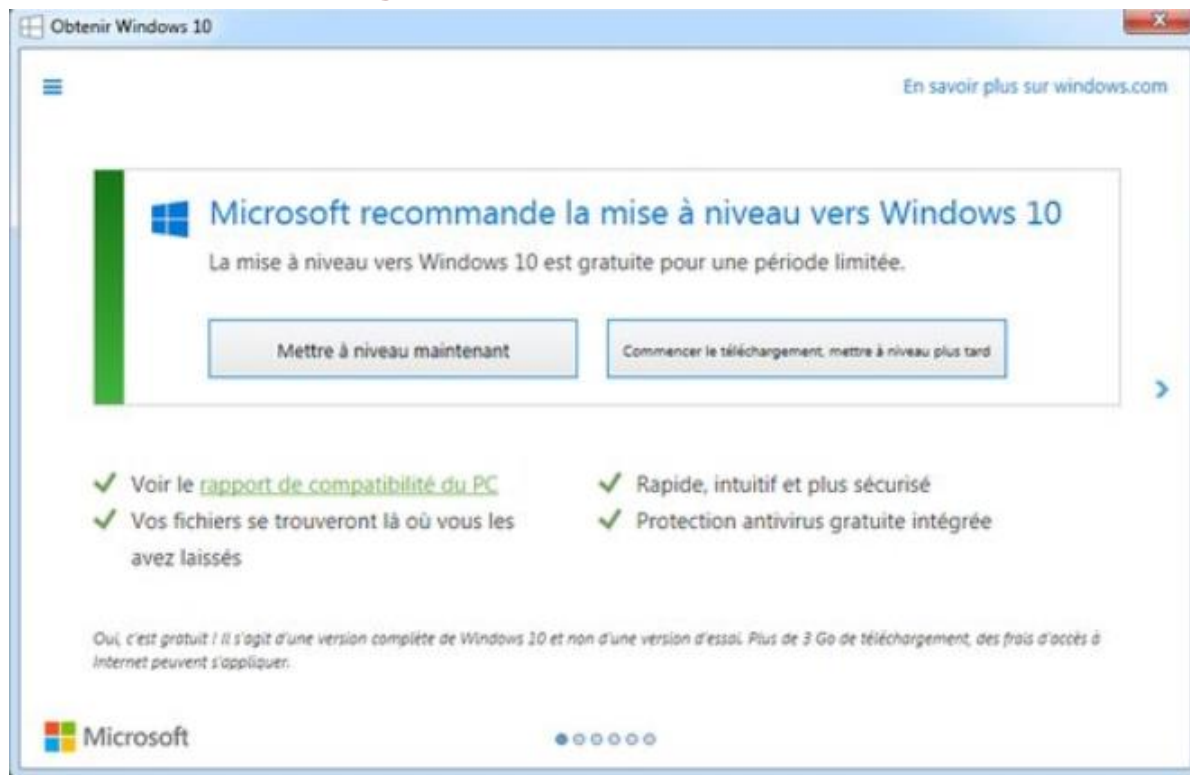 Obtenir Windows 10
En savoir plus sur windows.com
Microsoft recommande la mise à niveau vers Windows 10
La mise à niveau vers Windows 10 est gratuite pour une période limitée.
Mettre à niveau maintenant
Commencer le téléchargement, mettre à niveau plus tard
Voir le rapport de compatibilité du PC
Vos fichiers se trouveront là où vous les
avez laissés
Rapide, intuitif et plus sécurisé
Protection antivirus gratuite intégrée
Oui, c'est gratuit ! Il s'agit d'une version complète de Windows 10 et non d'une version d'essai. Plus de 3 Go de téléchargement, des frais d'accès à
Internet peuvent s'appliquer.
Microsoft